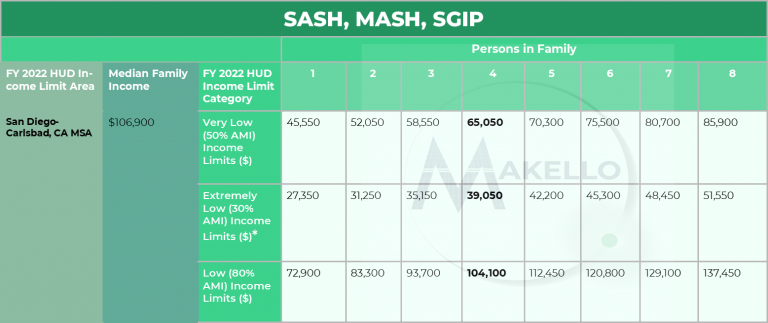 SASH, MASH, SGIP
Persons in Family
FY 2022 HUD In-
come Limit Area
Median Family
Income
FY 2022 HUD
Income Limit
Category
1 2 3 4 5 6 7 8
San Diego-
Carlsbad, CA MSA
$106,900
Very Low
(50% AMI)
Income
Limits ($)
45,550 52,050 58,550 65,050 70,300 75,500 80,700 85,900
MAKELLO
Extremely
Low (30%
AMI) Income
Limits ($)*
27,350 31,250 35,150 39,050 42,200 45,300 48,450 51,550
Low (80%
AMI) Income
Limits ($)
72,900 83,300 93,700 104,100 112,450 120,800 129,100 137,450